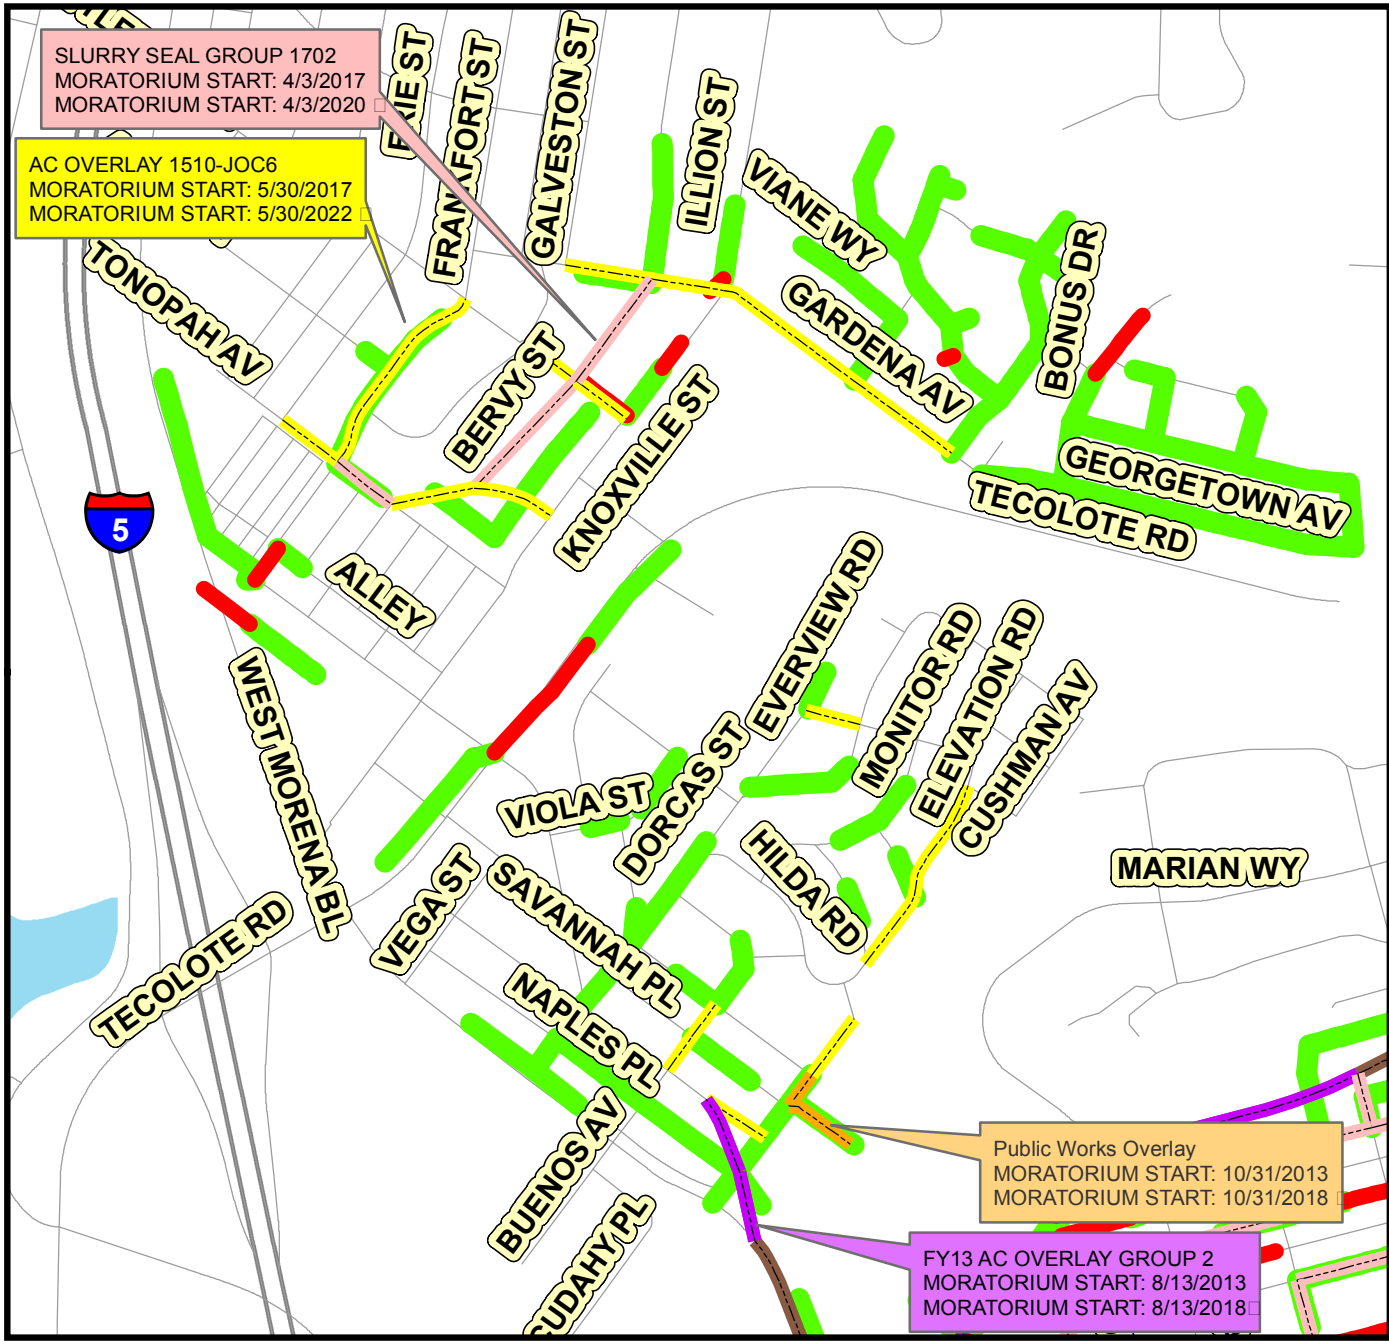 SLURRY SEAL GROUP 1702
MORATORIUM START: 4/3/2017
MORATORIUM START: 4/3/2020
AC OVERLAY 1510-JOC6
MORATORIUM START: 5/30/2017
MORATORIUM START: 5/30/2022
ERIE ST
FRANKFORT ST
GALVESTON ST
ILLION ST
VIANE WY
GARDENA AV
BONUS DR
TONOPAH AV
BERVY ST
KNOXVILLE ST
GEORGETOWN AV
TECOLOTE RD
5
ALLEY
EVERVIEW RD
MONITOR RD
ELEVATION RD
CUSHMAN AV
WEST MORENA BL
VIOLA ST
DORCAS ST
HILDA RD
MARIAN WY
VEGA ST
SAVANNAH PL
TECOLOTE RD
NAPLES PL
BUENOS AV
CUDAHY PL
Public Works Overlay
MORATORIUM START: 10/31/2013
MORATORIUM START: 10/31/2018
FY13 AC OVERLAY GROUP 2
MORATORIUM START: 8/13/2013
MORATORIUM START: 8/13/2018